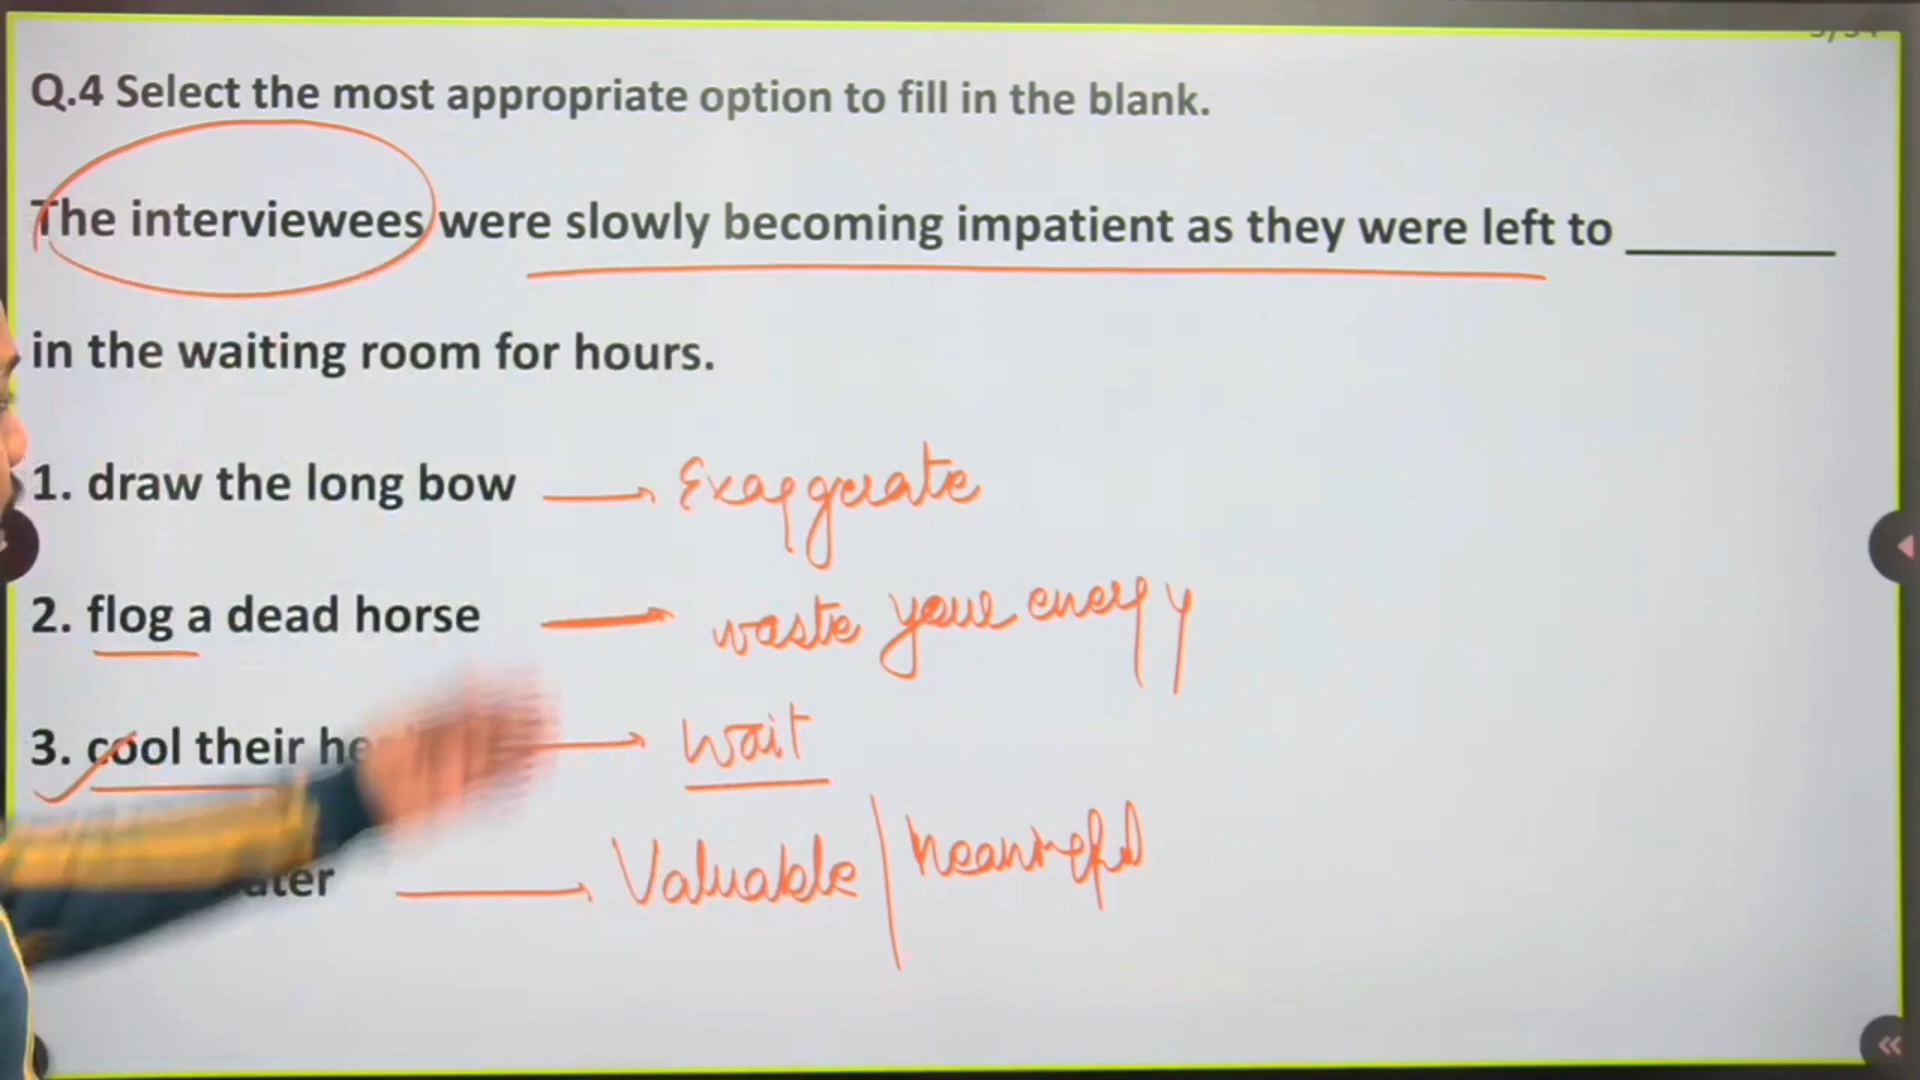 Q.4 Select the most appropriate option to fill in the blank.
The interviewees were slowly becoming impatient as they were left to ________
in the waiting room for hours.
1. draw the long bow → Exaggerate
2. flog a dead horse → waste your energy
3. cool their → wait
→ Valuable | meaningful